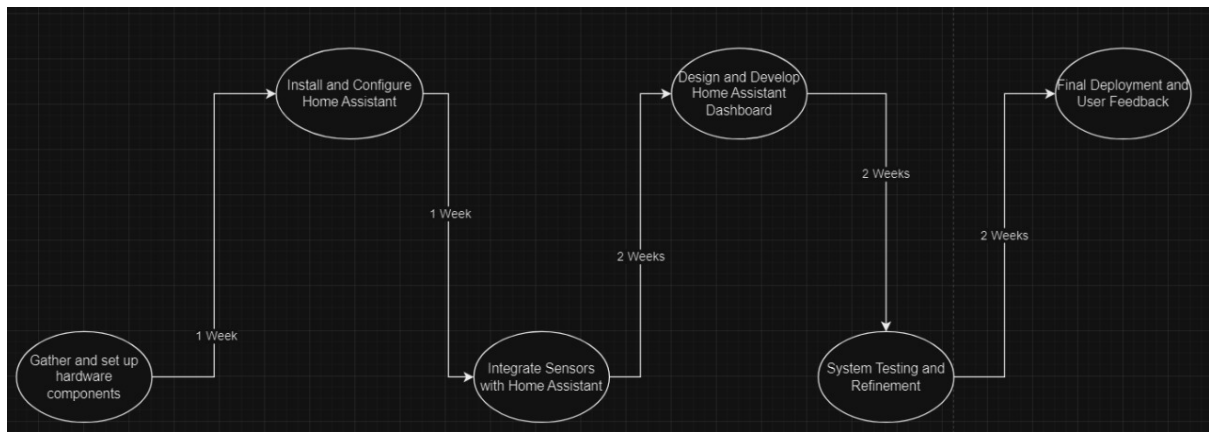 Install and Configure
Home Assistant
Design and Develop
Home Assistant
Dashboard
Final Deployment and
User Feedback
2 Weeks
1 Week
2 Weeks
2 Weeks
1 Week
Gather and set up
hardware
components
Integrate Sensors
with Home Assistant
System Testing and
Refinement